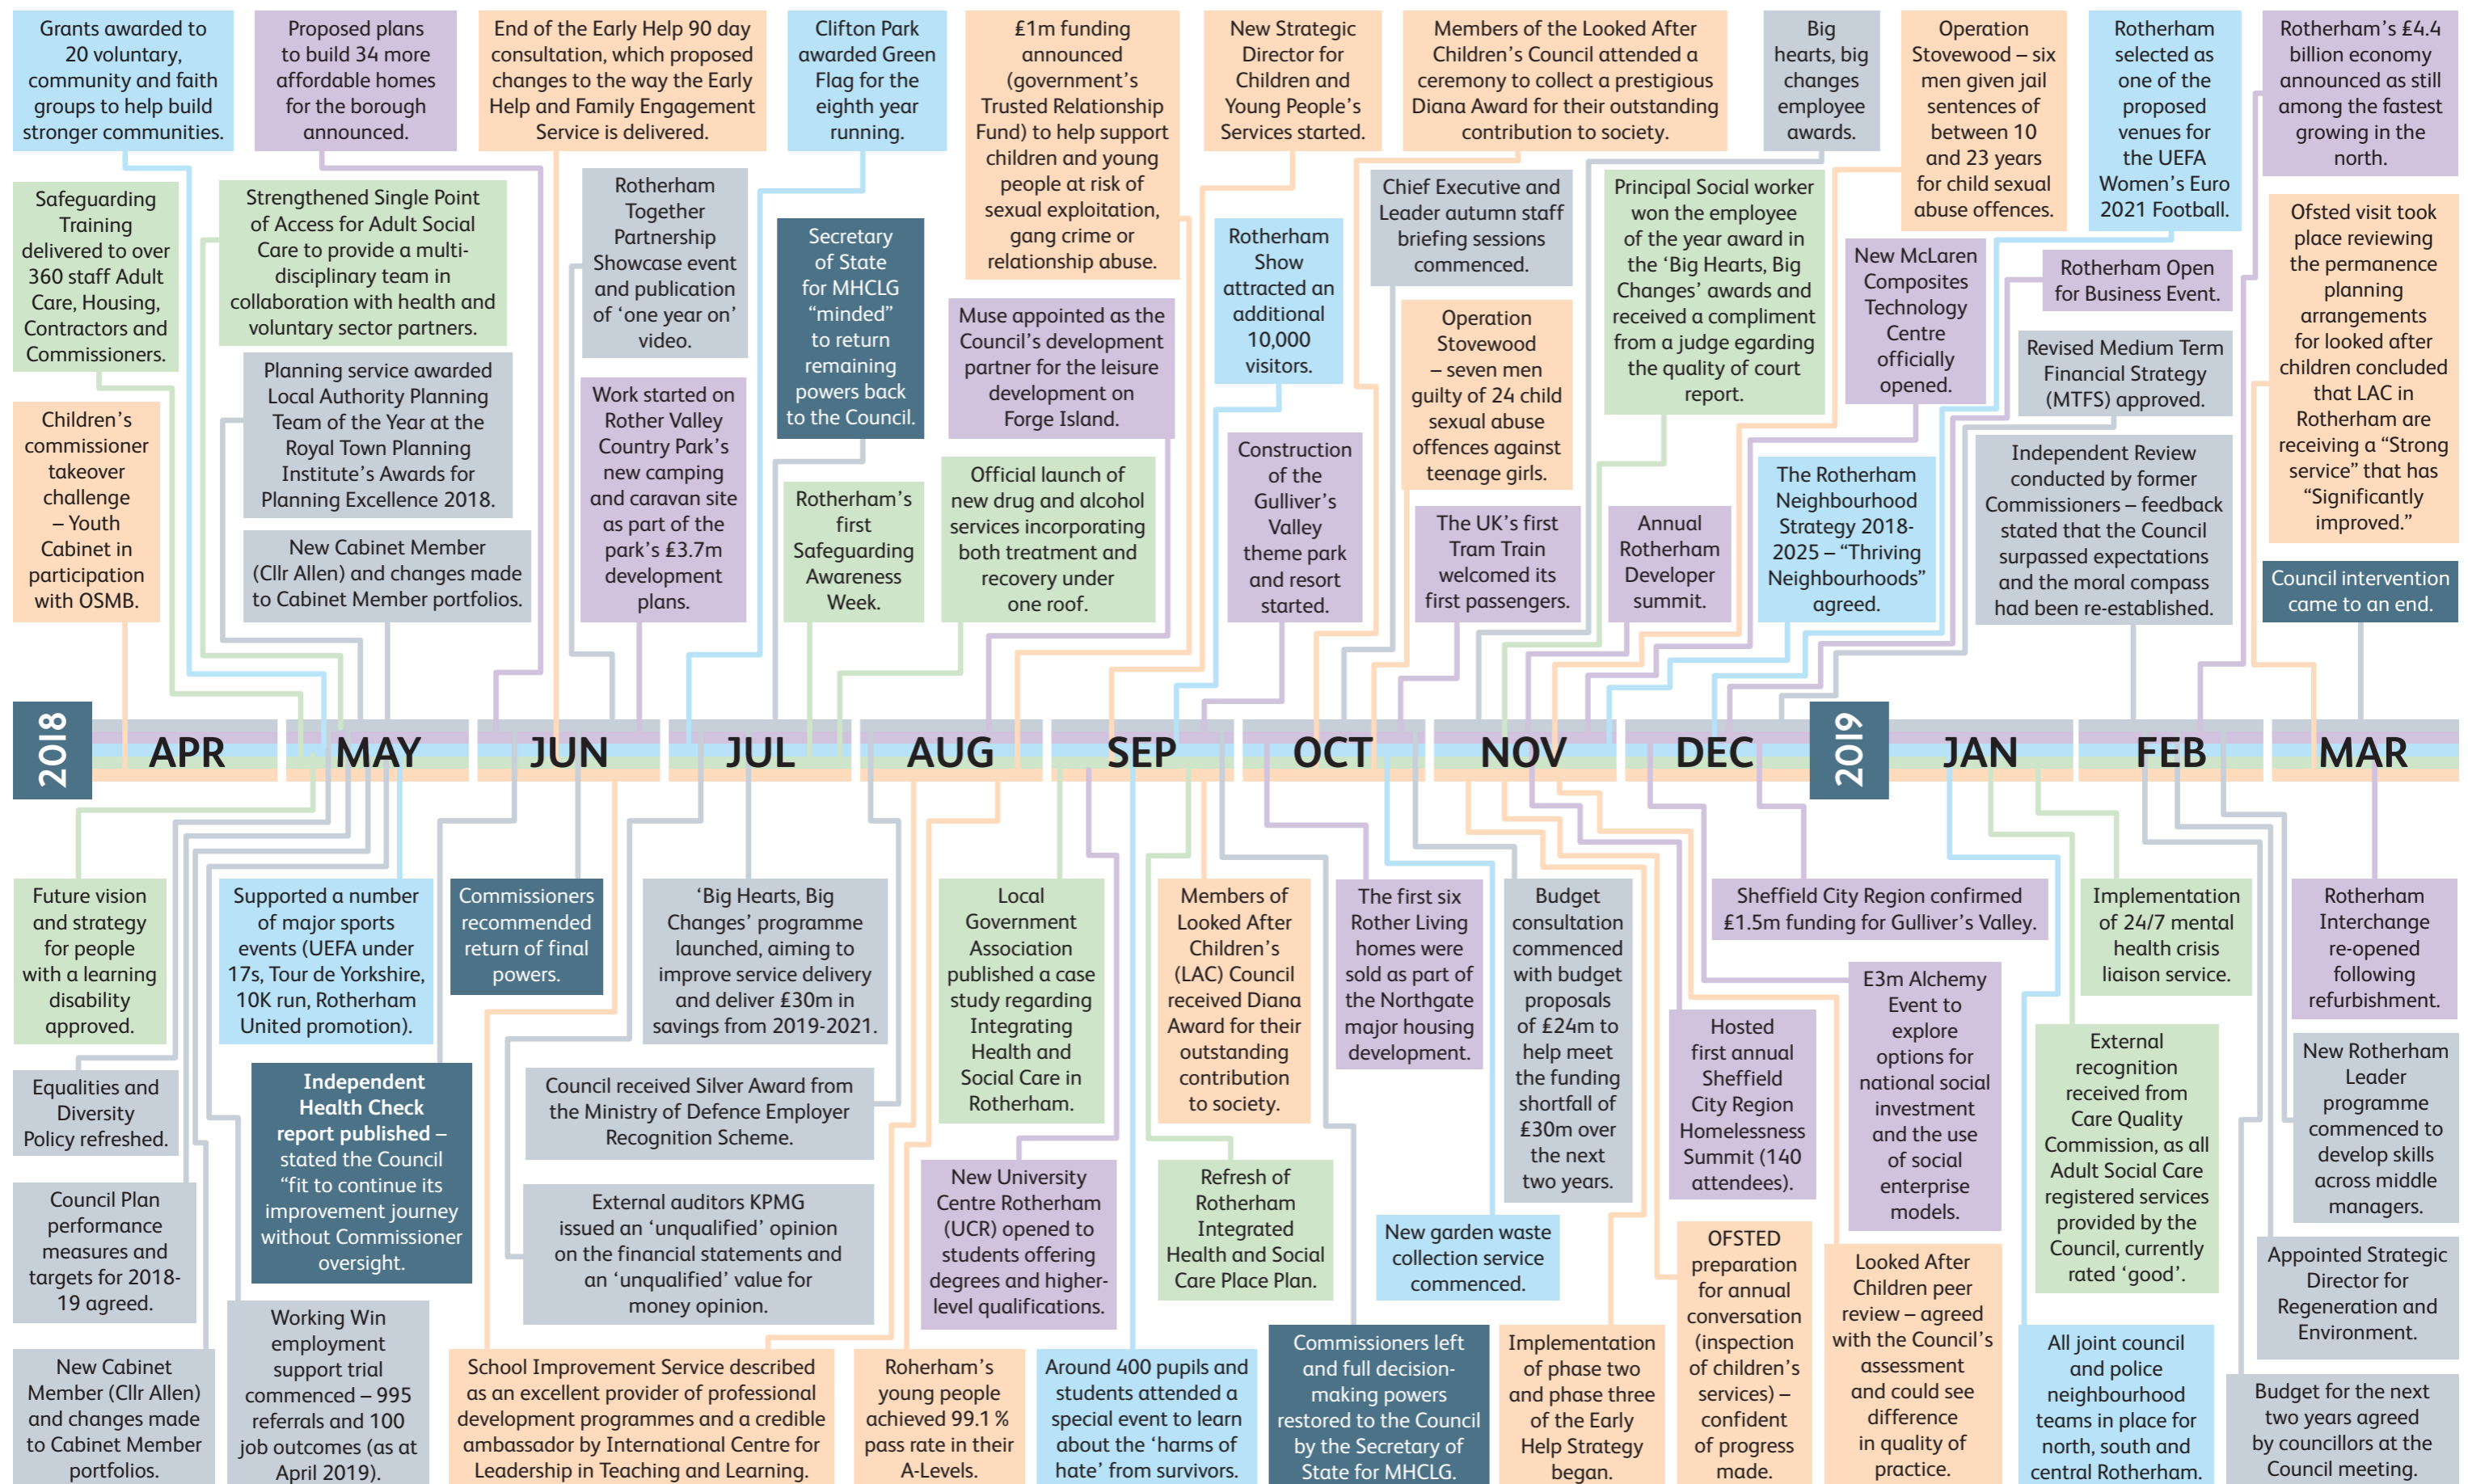 Grants awarded to
20 voluntary,
community and faith
groups to help build
stronger communities.
Proposed plans
to build 34 more
affordable homes
for the borough
announced.
End of the Early Help 90 day
consultation, which proposed
changes to the way the Early
Help and Family Engagement
Service is delivered.
Clifton Park
awarded Green
Flag for the
eighth year
running.
£1m funding
announced
(government’s
Trusted Relationship
Fund) to help support
children and young
people at risk of
sexual exploitation,
gang crime or
relationship abuse.
New Strategic
Director for
Children and
Young People’s
Services started.
Members of the Looked After
Children’s Council attended a
ceremony to collect a prestigious
Diana Award for their outstanding
contribution to society.
Big
hearts, big
changes
employee
awards.
Operation
Stovewood – six
men given jail
sentences of
between 10
and 23 years
for child sexual
abuse offences.
Rotherham
selected as
one of the
proposed
venues for
the UEFA
Women’s Euro
2021 Football.
Rotherham’s £4.4
billion economy
announced as still
among the fastest
growing in the
north.
Safeguarding
Training
delivered to over
360 staff Adult
Care, Housing,
Contractors and
Commissioners.
Strengthened Single Point
of Access for Adult Social
Care to provide a multi-
disciplinary team in
collaboration with health and
voluntary sector partners.
Rotherham
Together
Partnership
Showcase event
and publication
of ‘one year on’
video.
Secretary
of State
for MHCLG
“minded”
to return
remaining
powers back
to the Council.
Muse appointed as the
Council’s development
partner for the leisure
development on
Forge Island.
Rotherham
Show
attracted an
additional
10,000
visitors.
Chief Executive and
Leader autumn staff
briefing sessions
commenced.
Operation
Stovewood
– seven men
guilty of 24 child
sexual abuse
offences against
teenage girls.
Principal Social worker
won the employee
of the year award in
the ‘Big Hearts, Big
Changes’ awards and
received a compliment
from a judge egarding
the quality of court
report.
New McLaren
Composites
Technology
Centre
officially
opened.
Rotherham Open
for Business Event.
Revised Medium Term
Financial Strategy
(MTFS) approved.
Ofsted visit took
place reviewing
the permanence
planning
arrangements
for looked after
children concluded
that LAC in
Rotherham are
receiving a “Strong
service” that has
“Significantly
improved.”
Children’s
commissioner
takeover
challenge
– Youth
Cabinet in
participation
with OSMB.
Planning service awarded
Local Authority Planning
Team of the Year at the
Royal Town Planning
Institute’s Awards for
Planning Excellence 2018.
New Cabinet Member
(Cllr Allen) and changes made
to Cabinet Member portfolios.
Work started on
Rother Valley
Country Park’s
new camping
and caravan site
as part of the
park’s £3.7m
development
plans.
Rotherham’s
first
Safeguarding
Awareness
Week.
Official launch of
new drug and alcohol
services incorporating
both treatment and
recovery under
one roof.
Construction
of the
Gulliver’s
Valley
theme park
and resort
started.
The UK’s first
Tram Train
welcomed its
first passengers.
Annual
Rotherham
Developer
summit.
The Rotherham
Neighbourhood
Strategy 2018-
2025 – “Thriving
Neighbourhoods”
agreed.
Independent Review
conducted by former
Commissioners – feedback
stated that the Council
surpassed expectations
and the moral compass
had been re-established.
Council intervention
came to an end.
2018
APR
MAY
JUN
JUL
AUG
SEP
OCT
NOV
DEC
2019
JAN
FEB
MAR
Future vision
and strategy
for people
with a learning
disability
approved.
Supported a number
of major sports
events (UEFA under
17s, Tour de Yorkshire,
10K run, Rotherham
United promotion).
Commissioners
recommended
return of final
powers.
‘Big Hearts, Big
Changes’ programme
launched, aiming to
improve service delivery
and deliver £30m in
savings from 2019-2021.
Local
Government
Association
published a case
study regarding
Integrating
Health and
Social Care in
Rotherham.
Members of
Looked After
Children’s
(LAC) Council
received Diana
Award for their
outstanding
contribution
to society.
The first six
Rother Living
homes were
sold as part of
the Northgate
major housing
development.
Budget
consultation
commenced
with budget
proposals
of £24m to
help meet
the funding
shortfall of
£30m over
the next
two years.
Sheffield City Region confirmed
£1.5m funding for Gulliver’s Valley.
Implementation
of 24/7 mental
health crisis
liaison service.
Rotherham
Interchange
re-opened
following
refurbishment.
Equalities and
Diversity
Policy refreshed.
Independent
Health Check
report published –
stated the Council
“fit to continue its
improvement journey
without Commissioner
oversight.
Council received Silver Award from
the Ministry of Defence Employer
Recognition Scheme.
Hosted
first annual
Sheffield
City Region
Homelessness
Summit (140
attendees).
E3m Alchemy
Event to
explore
options for
national social
investment
and the use
of social
enterprise
models.
External
recognition
received from
Care Quality
Commission, as all
Adult Social Care
registered services
provided by the
Council, currently
rated ‘good’.
New Rotherham
Leader
programme
commenced to
develop skills
across middle
managers.
Council Plan
performance
measures and
targets for 2018-
19 agreed.
External auditors KPMG
issued an ‘unqualified’ opinion
on the financial statements and
an ‘unqualified’ value for
money opinion.
New University
Centre Rotherham
(UCR) opened to
students offering
degrees and higher-
level qualifications.
Refresh of
Rotherham
Integrated
Health and Social
Care Place Plan.
New garden waste
collection service
commenced.
OFSTED
preparation
for annual
conversation
(inspection
of children’s
services) –
confident
of progress
made.
Looked After
Children peer
review – agreed
with the Council’s
assessment
and could see
difference
in quality of
practice.
Appointed Strategic
Director for
Regeneration and
Environment.
New Cabinet
Member (Cllr Allen)
and changes made
to Cabinet Member
portfolios.
Working Win
employment
support trial
commenced – 995
referrals and 100
job outcomes (as at
April 2019).
School Improvement Service described
as an excellent provider of professional
development programmes and a credible
ambassador by International Centre for
Leadership in Teaching and Learning.
Roherham’s
young people
achieved 99.1 %
pass rate in their
A-Levels.
Around 400 pupils and
students attended a
special event to learn
about the ‘harms of
hate’ from survivors.
Commissioners left
and full decision-
making powers
restored to the Council
by the Secretary of
State for MHCLG.
Implementation
of phase two
and phase three
of the Early
Help Strategy
began.
All joint council
and police
neighbourhood
teams in place for
north, south and
central Rotherham.
Budget for the next
two years agreed
by councillors at the
Council meeting.